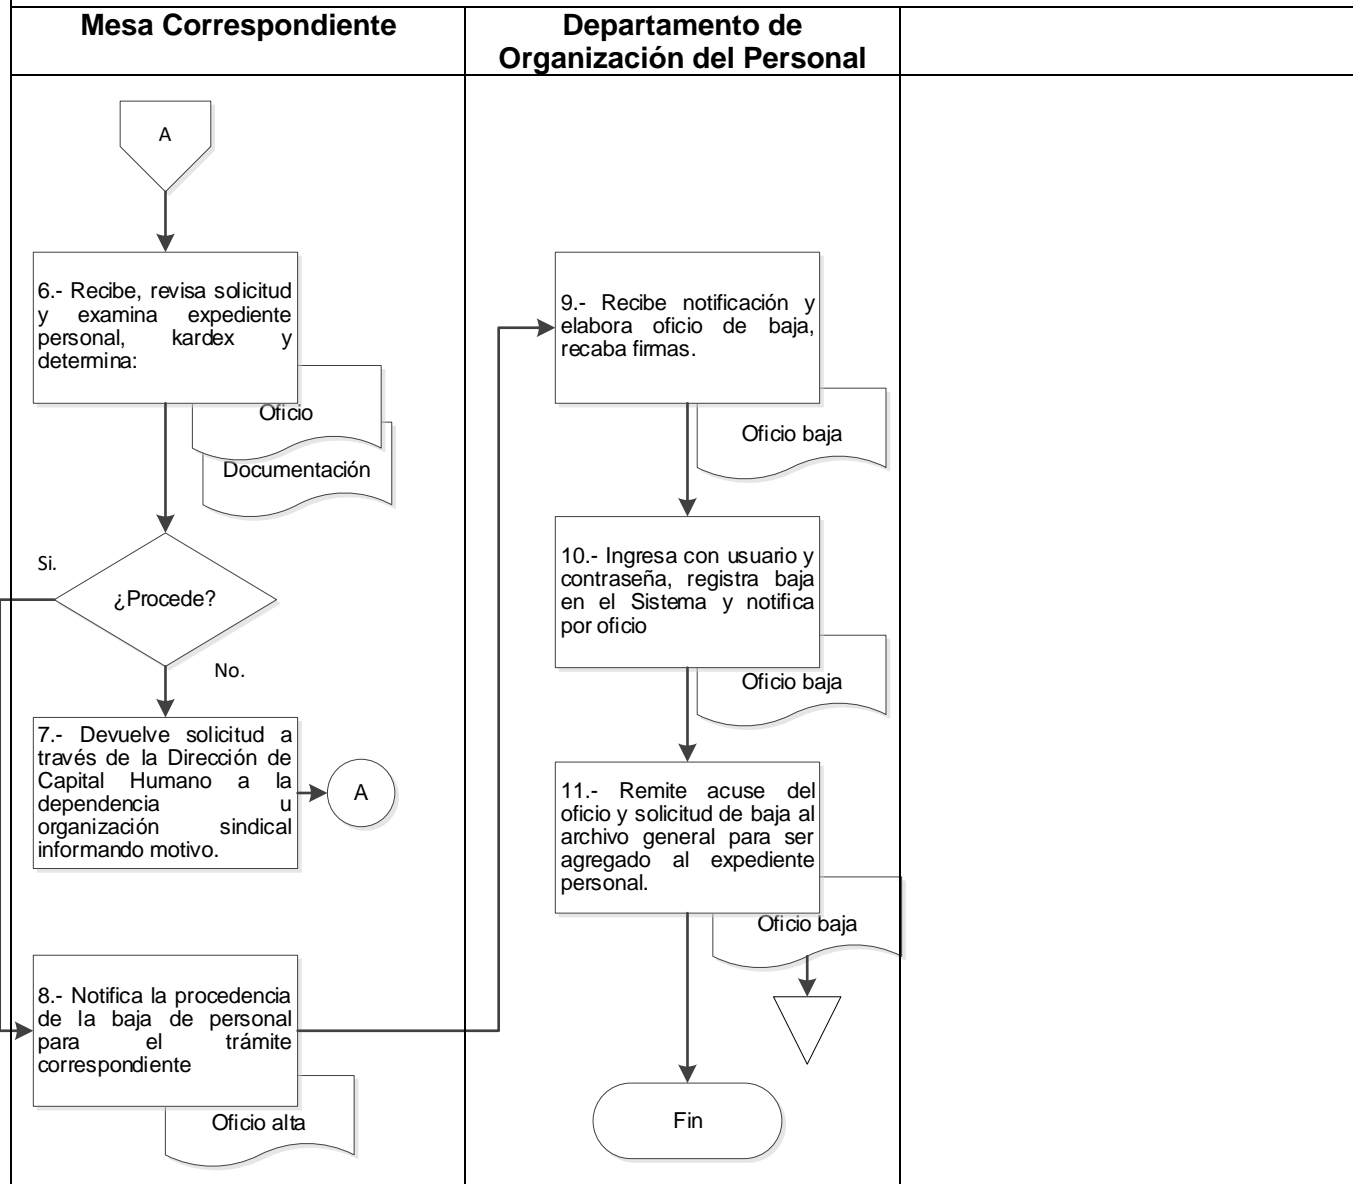 Mesa Correspondiente
Departamento de
Organización del Personal
A
6.- Recibe, revisa solicitud
y examina expediente
personal, kardex y
determina:
Oficio
Documentación
Si.
¿Procede?
No.
7.- Devuelve solicitud a
través de la Dirección de
Capital Humano a la
dependencia u
organización sindical
informando motivo.
A
8.- Notifica la procedencia
de la baja de personal
para el trámite
correspondiente
Oficio alta
9.- Recibe notificación y
elabora oficio de baja,
recaba firmas.
Oficio baja
10.- Ingresa con usuario y
contraseña, registra baja
en el Sistema y notifica
por oficio
Oficio baja
11.- Remite acuse del
oficio y solicitud de baja al
archivo general para ser
agregado al expediente
personal.
Oficio baja
Fin